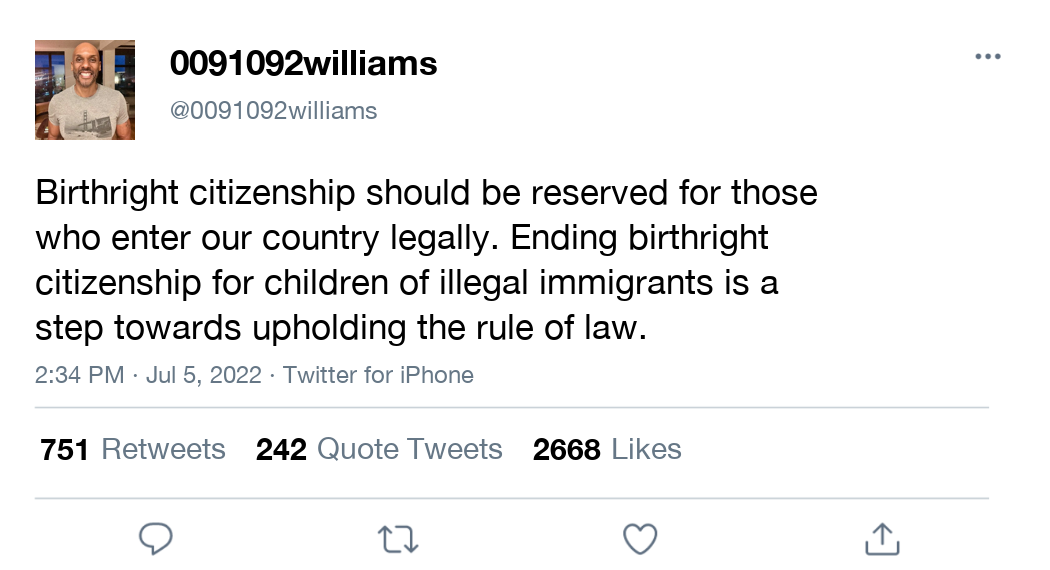 0091092williams
@0091092williams
Birthright citizenship should be reserved for those
who enter our country legally. Ending birthright
citizenship for children of illegal immigrants is a
step towards upholding the rule of law.
2:34 PM · Jul 5, 2022 · Twitter for iPhone
751 Retweets 242 Quote Tweets 2668 Likes